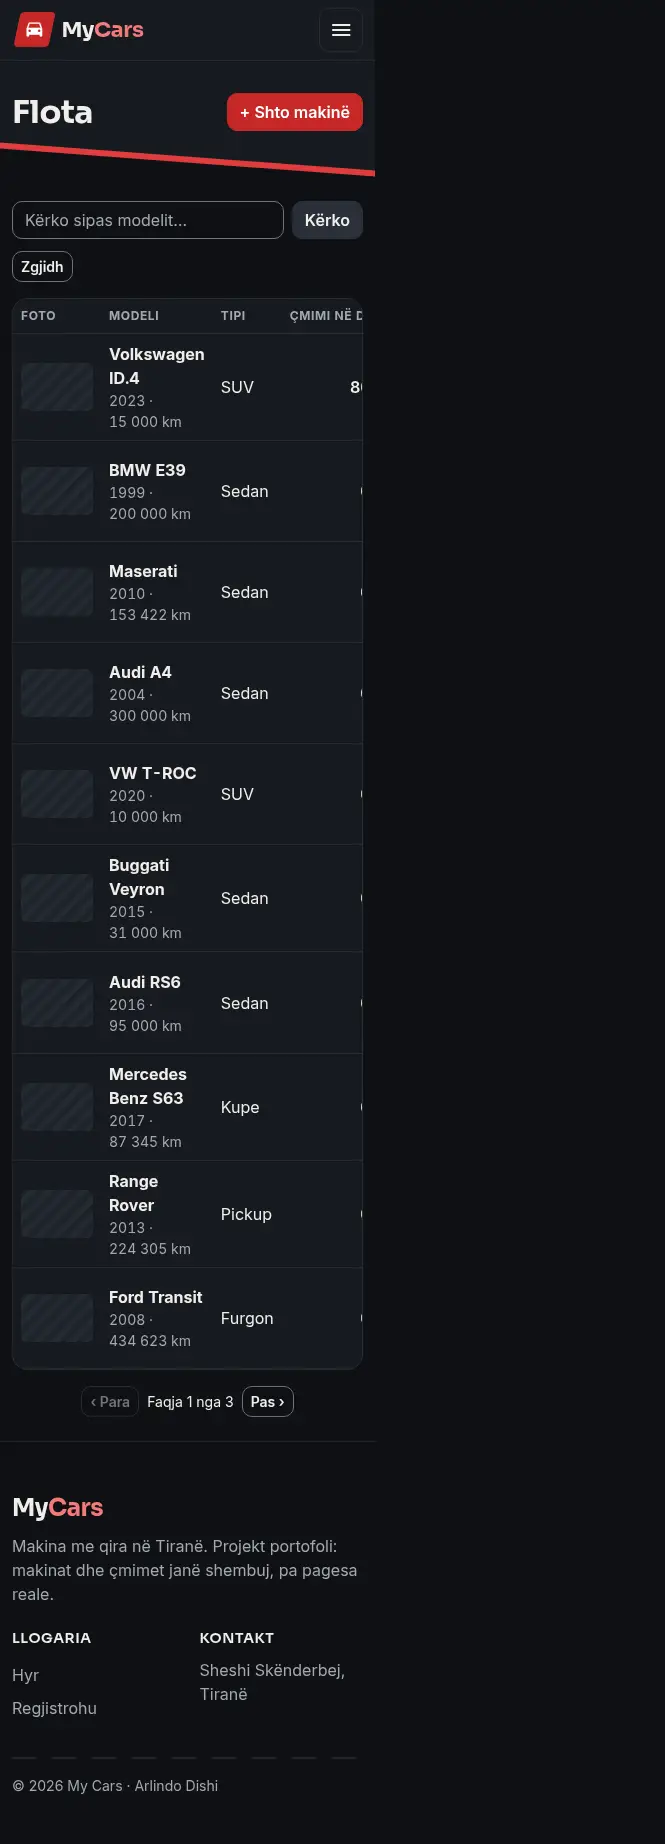 MyCars
Flota
+ Shto makinë
Kërko sipas modelit...
Kërko
Zgjidh
FOTO MODELI TIPI ÇMIMI NË D
Volkswagen
ID.4
2023 ·
15 000 km
SUV
8
BMW E39
1999 ·
200 000 km
Sedan
Maserati
2010 ·
153 422 km
Sedan
Audi A4
2004 ·
300 000 km
Sedan
VW T-ROC
2020 ·
10 000 km
SUV
Buggati
Veyron
2015 ·
31 000 km
Sedan
Audi RS6
2016 ·
95 000 km
Sedan
Mercedes
Benz S63
2017 ·
87 345 km
Kupe
Range
Rover
2013 ·
224 305 km
Pickup
Ford Transit
2008 ·
434 623 km
Furgon
‹ Para Faqja 1 nga 3 Pas ›
MyCars
Makina me qira në Tiranë. Projekt portofoli:
makinat dhe çmimet janë shembuj, pa pagesa
reale.
LLOGARIA
Hyr
Regjistrohu
KONTAKT
Sheshi Skënderbej,
Tiranë
© 2026 My Cars · Arlindo Dishi